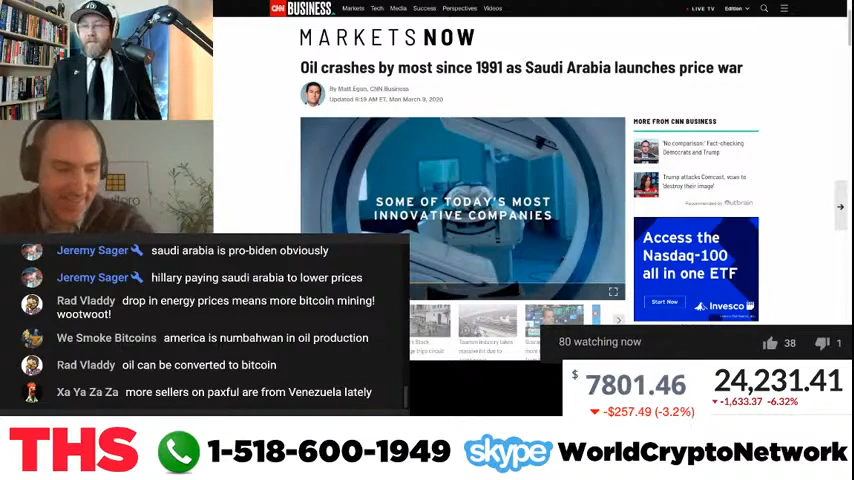 CNN BUSINESS Markets Tech Media Success Perspectives Videos
LIVE TV Edition
MARKETS NOW
Oil crashes by most since 1991 as Saudi Arabia launches price war
By Matt Egan, CNN Business
Updated 6:19 AM ET, Mon March 9, 2020
SOME OF TODAY'S MOST
INNOVATIVE COMPANIES
MORE FROM CNN BUSINESS
'No comparison:' Fact-checking
Democrats and Trump
Trump attacks Comcast, vows to
'destroy their image'
Recommended by Outbrain
Access the
Nasdaq-100
all in one ETF
Start Now
Invesco
Jeremy Sager saudi arabia is pro-biden obviously
Jeremy Sager hillary paying saudi arabia to lower prices
Rad Vladdy drop in energy prices means more bitcoin mining!
wootwoot!
We Smoke Bitcoins america is numbahwan in oil production
Rad Vladdy oil can be converted to bitcoin
Xa Ya Za Za more sellers on paxful are from Venezuela lately
80 watching now 38 1
$ 7801.46
-$257.49 (-3.2%)
24,231.41
-1,633.37 -6.32%
THS 1-518-600-1949 skype WorldCryptoNetwork